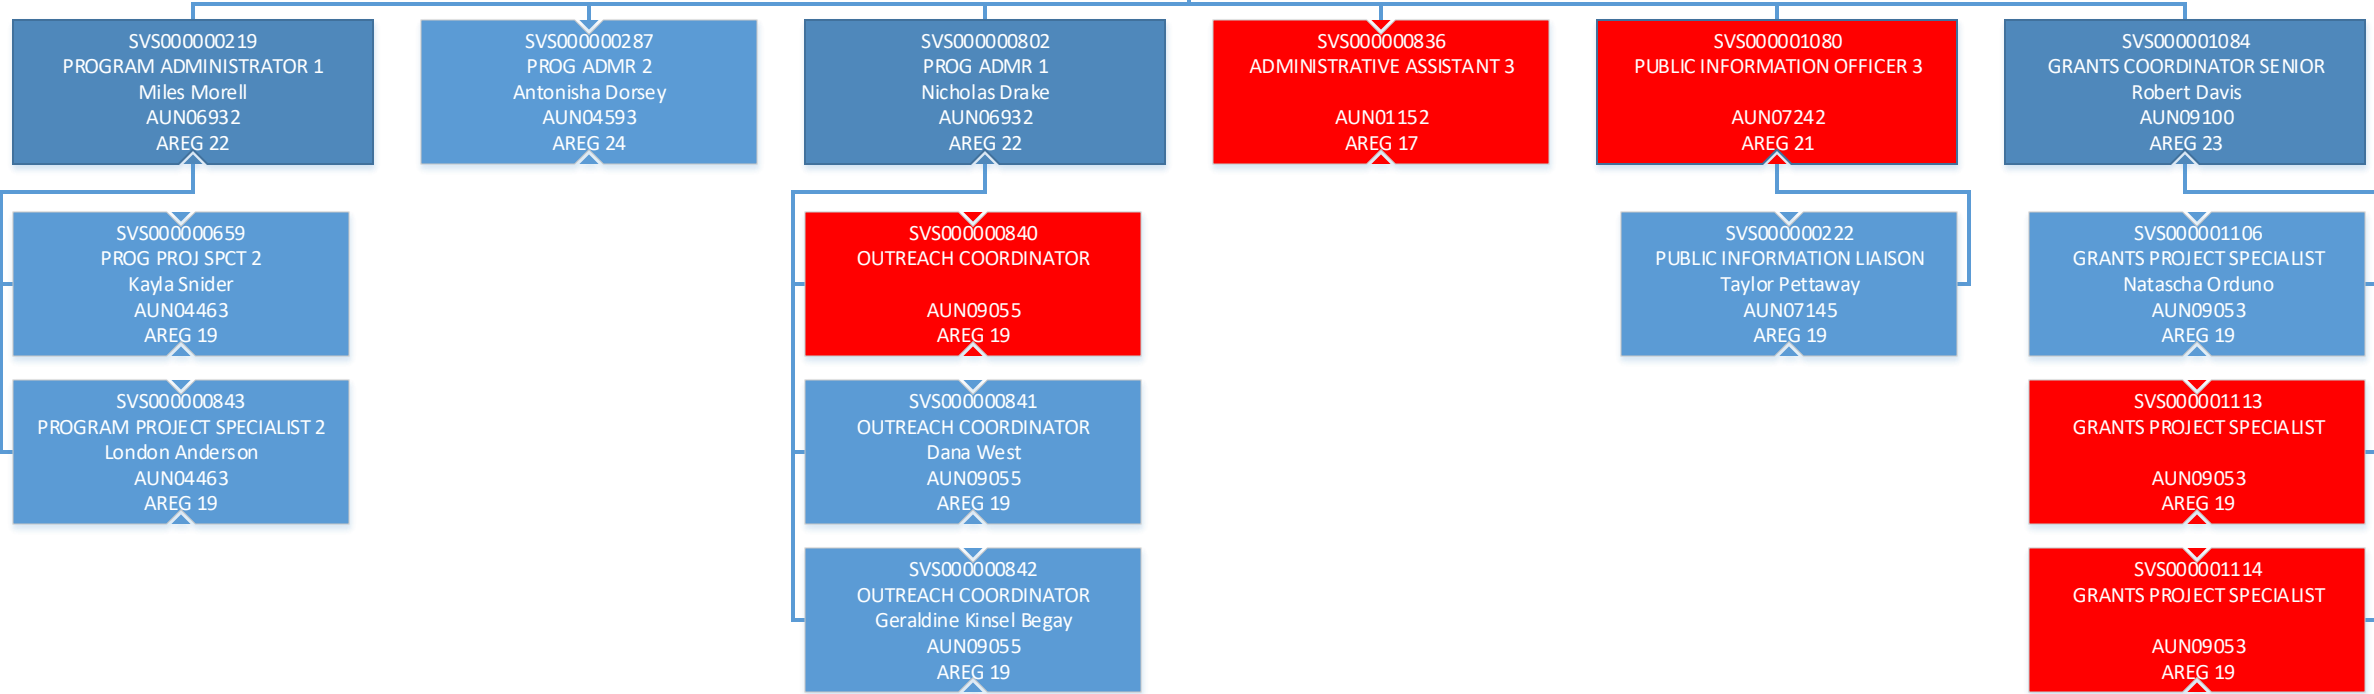 SVS000000219
PROGRAM ADMINISTRATOR 1
Miles Morell
AUN06932
AREG 22
SVS000000287
PROG ADMR 2
Antonisha Dorsey
AUN04593
AREG 24
SVS000000802
PROG ADMR 1
Nicholas Drake
AUN06932
AREG 22
SVS000000836
ADMINISTRATIVE ASSISTANT 3
AUN01152
AREG 17
SVS000001080
PUBLIC INFORMATION OFFICER 3
AUN07242
AREG 21
SVS000001084
GRANTS COORDINATOR SENIOR
Robert Davis
AUN09100
AREG 23
SVS000000659
PROG PROJ SPCT 2
Kayla Snider
AUN04463
AREG 19
SVS000000840
OUTREACH COORDINATOR
AUN09055
AREG 19
SVS000000222
PUBLIC INFORMATION LIAISON
Taylor Pettaway
AUN07145
AREG 19
SVS000001106
GRANTS PROJECT SPECIALIST
Natascha Orduno
AUN09053
AREG 19
SVS000000843
PROGRAM PROJECT SPECIALIST 2
London Anderson
AUN04463
AREG 19
SVS000000841
OUTREACH COORDINATOR
Dana West
AUN09055
AREG 19
SVS000001113
GRANTS PROJECT SPECIALIST
AUN09053
AREG 19
SVS000000842
OUTREACH COORDINATOR
Geraldine Kinsel Begay
AUN09055
AREG 19
SVS000001114
GRANTS PROJECT SPECIALIST
AUN09053
AREG 19